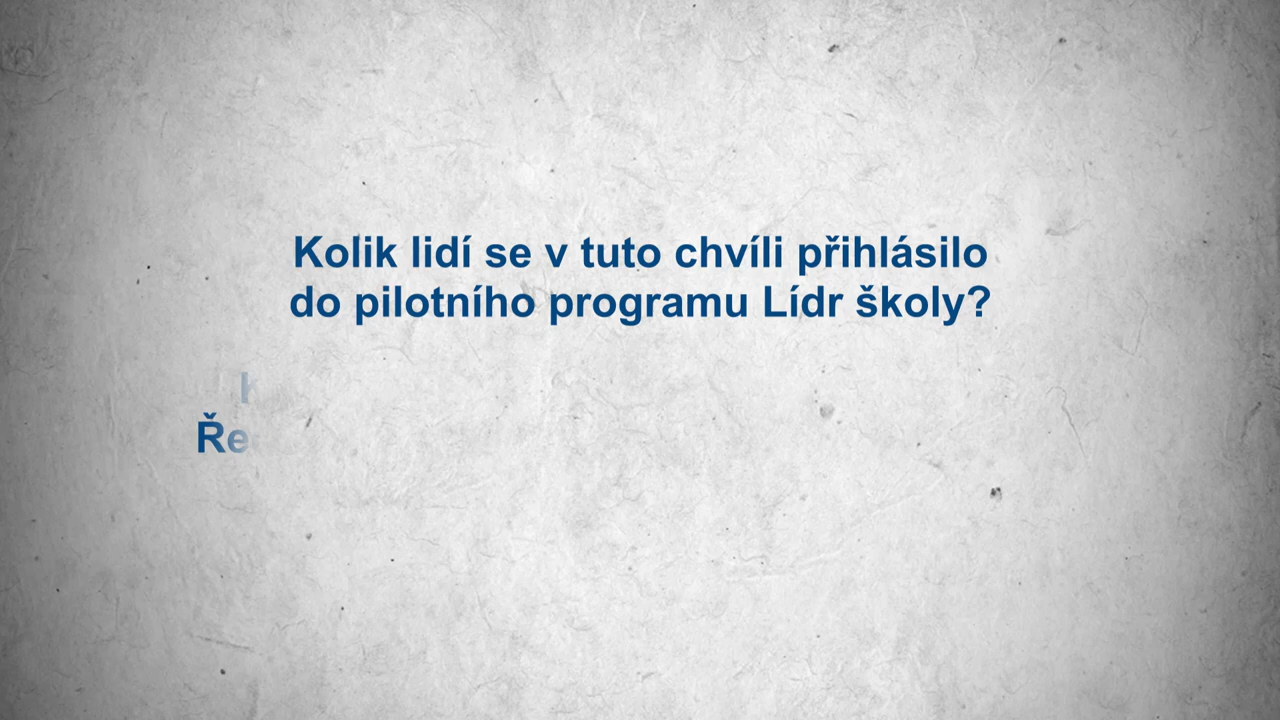 Kolik lidí se v tuto chvíli přihlásilo
do pilotního programu Lídr školy?